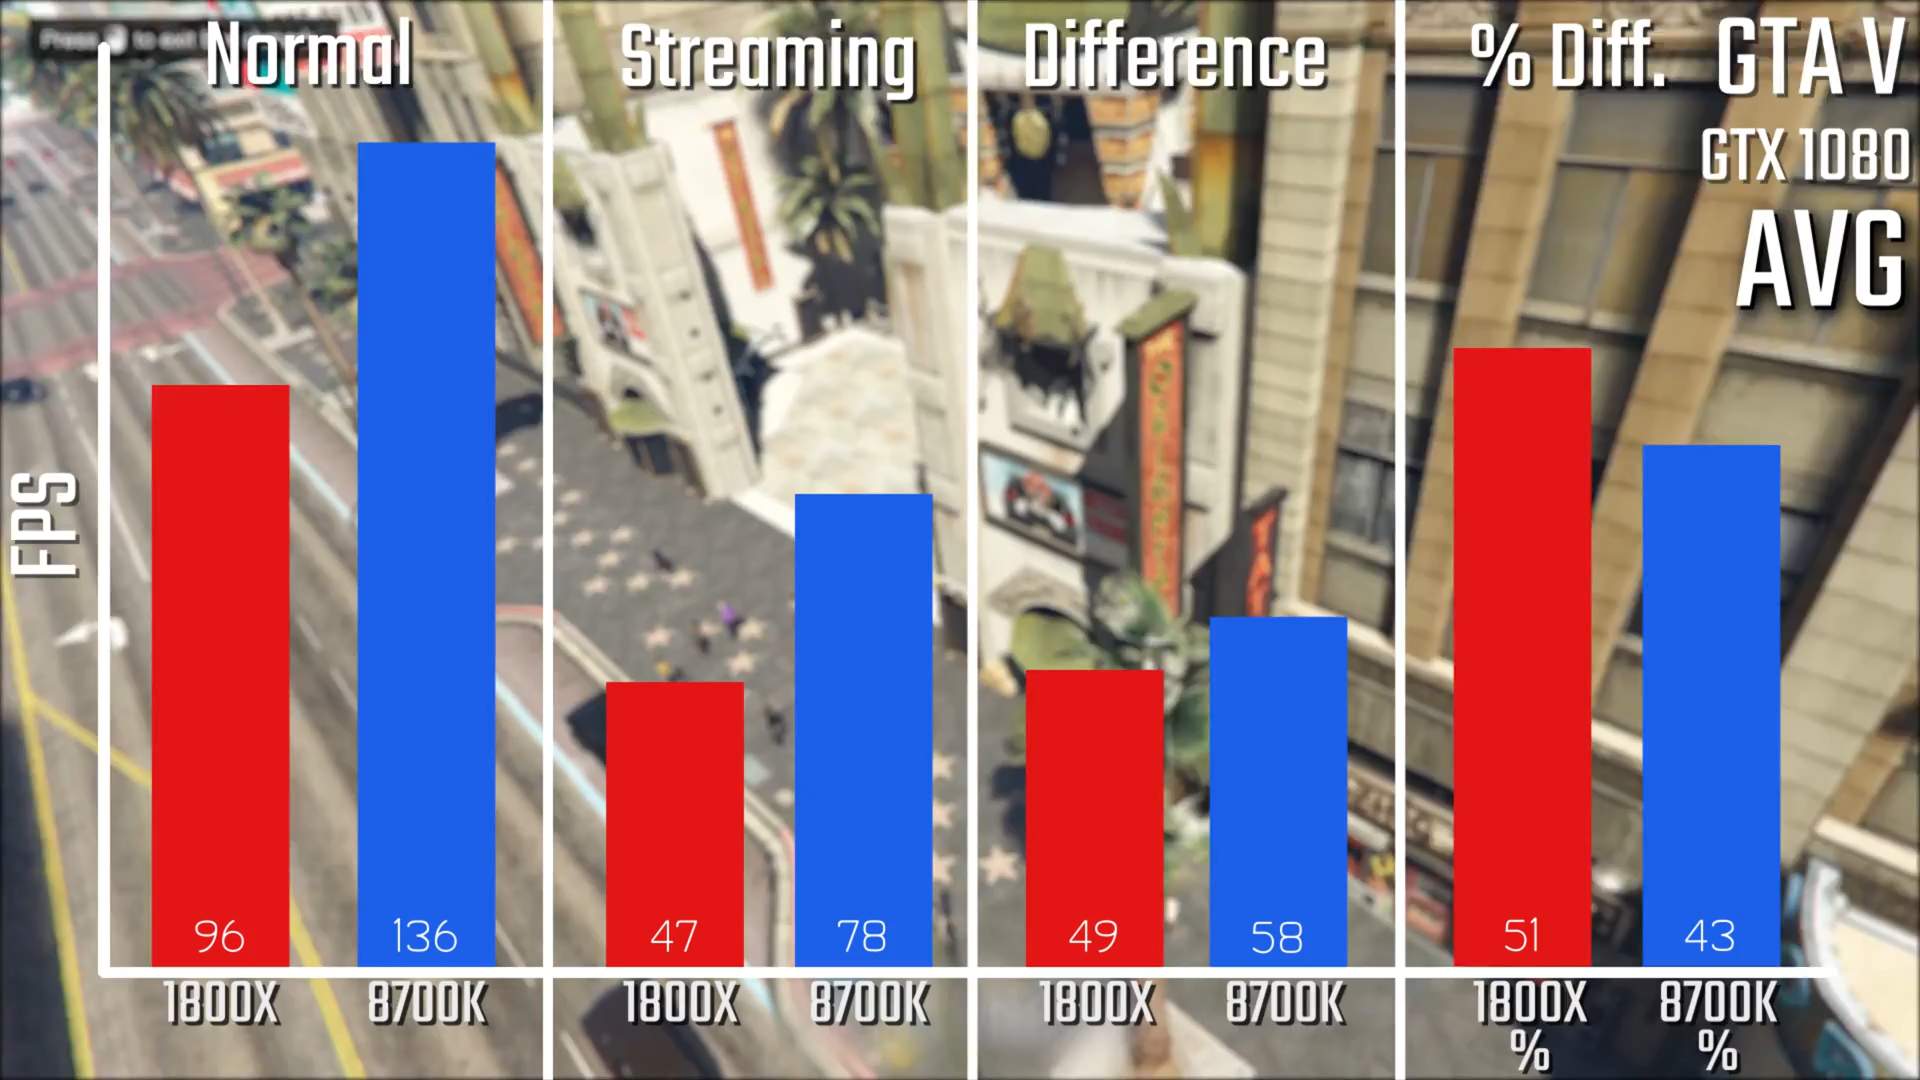 Normal
Streaming
Difference
% Diff.
GTA V
GTX 1080
AVG
FPS
96
136
47
78
49
58
51
43
1800X
8700K
1800X
8700K
1800X
8700K
1800X
%
8700K
%